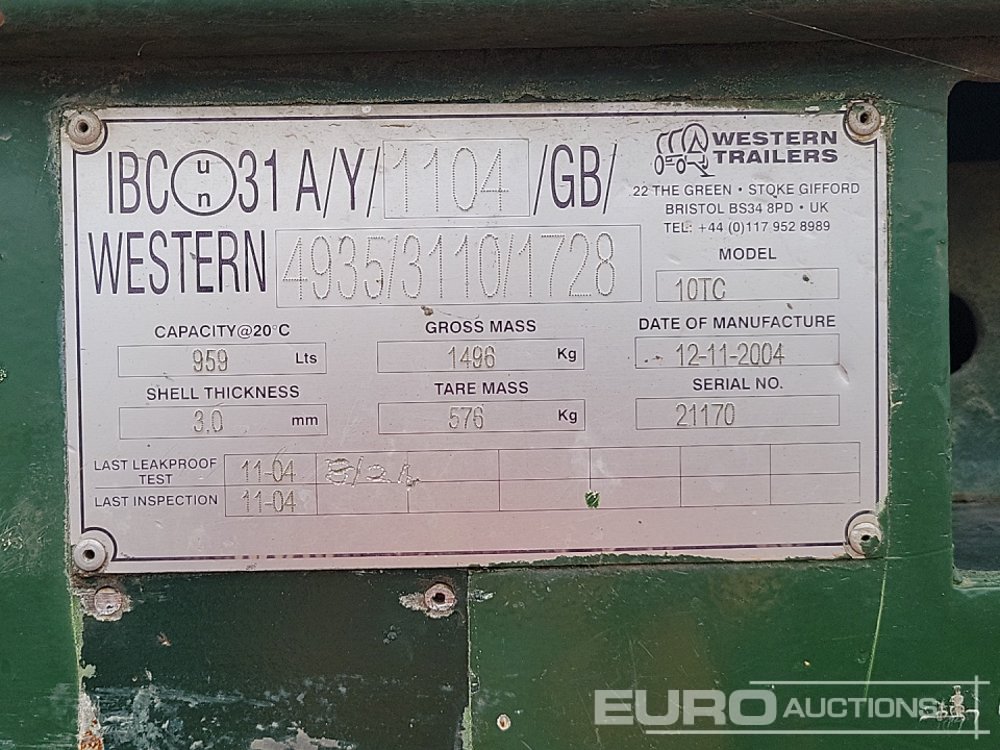 IBC un 31 A/Y/ 1104 /GB/
WESTERN 4935/3110/1728
WESTERN
TRAILERS
22 THE GREEN • STOKE GIFFORD
BRISTOL BS34 8PD • UK
TEL: +44 (0)117 952 8989
MODEL
10TC
CAPACITY@20°C
959 Lts
GROSS MASS
1496 Kg
DATE OF MANUFACTURE
12-11-2004
SHELL THICKNESS
3.0 mm
TARE MASS
576 Kg
SERIAL NO.
21170
LAST LEAKPROOF
TEST
11-04
LAST INSPECTION
11-04
EURO AUCTIONS